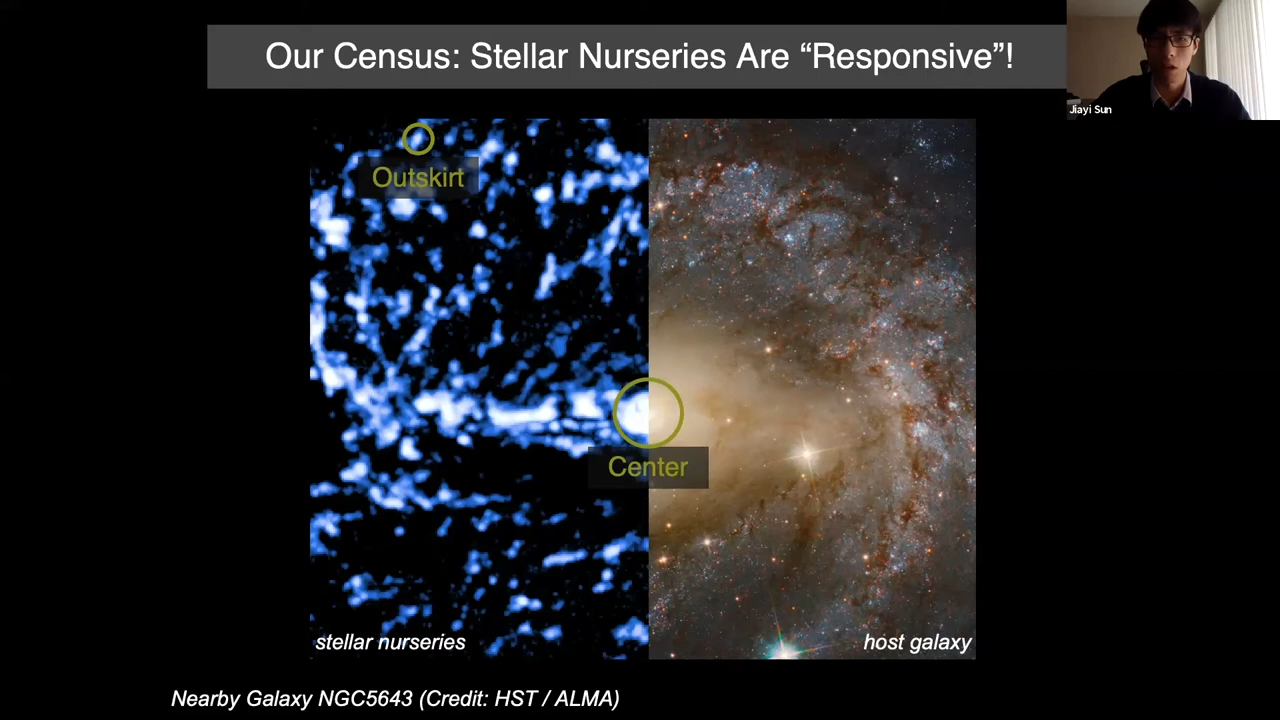 Our Census: Stellar Nurseries Are “Responsive”!
Jiayi Sun
Outskirt
Center
stellar nurseries
host galaxy
Nearby Galaxy NGC5643 (Credit: HST / ALMA)